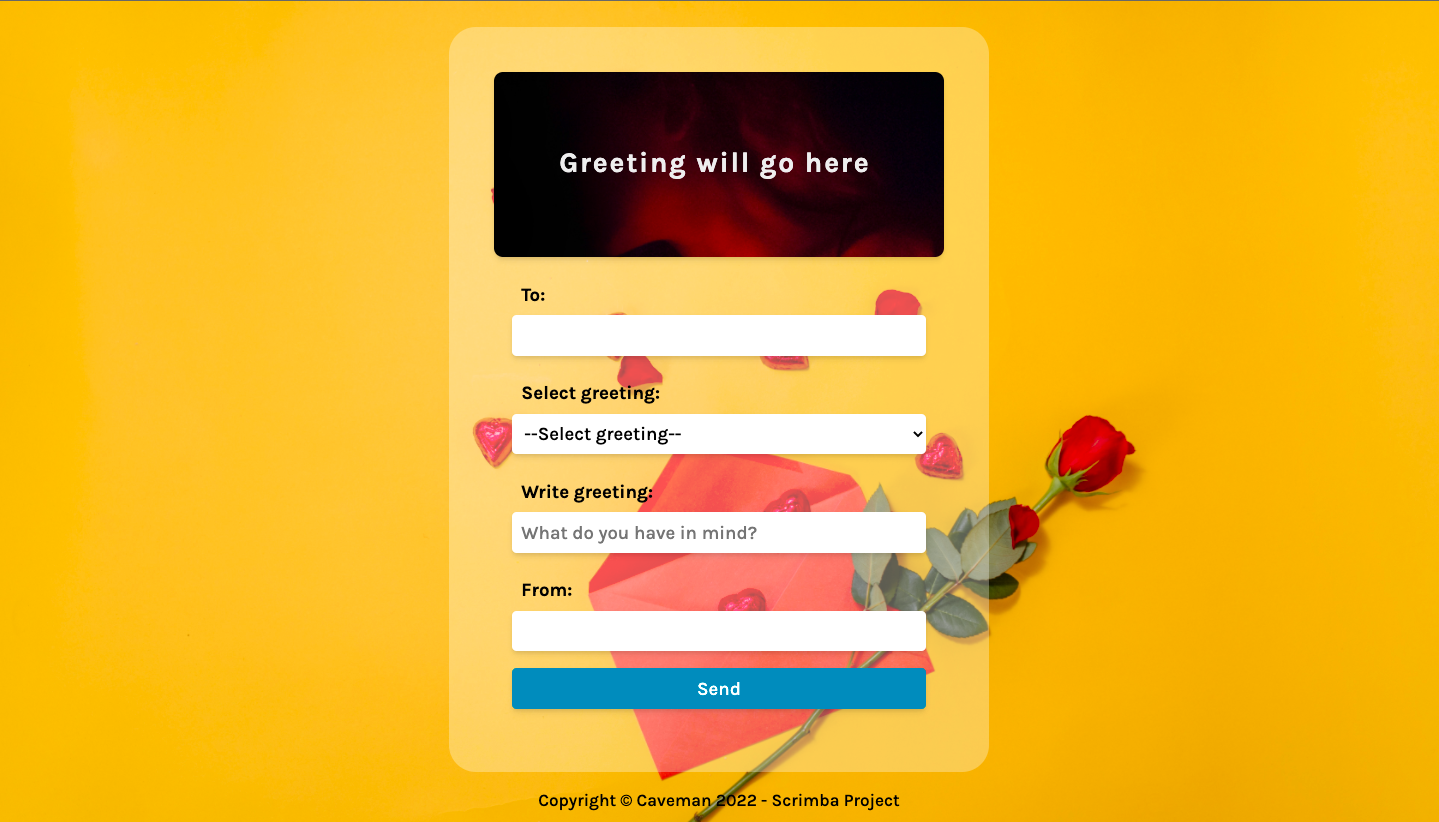 Greeting will go here
To:
Select greeting:
--Select greeting--
Write greeting:
What do you have in mind?
From:
Send
Copyright © Caveman 2022 - Scrimba Project